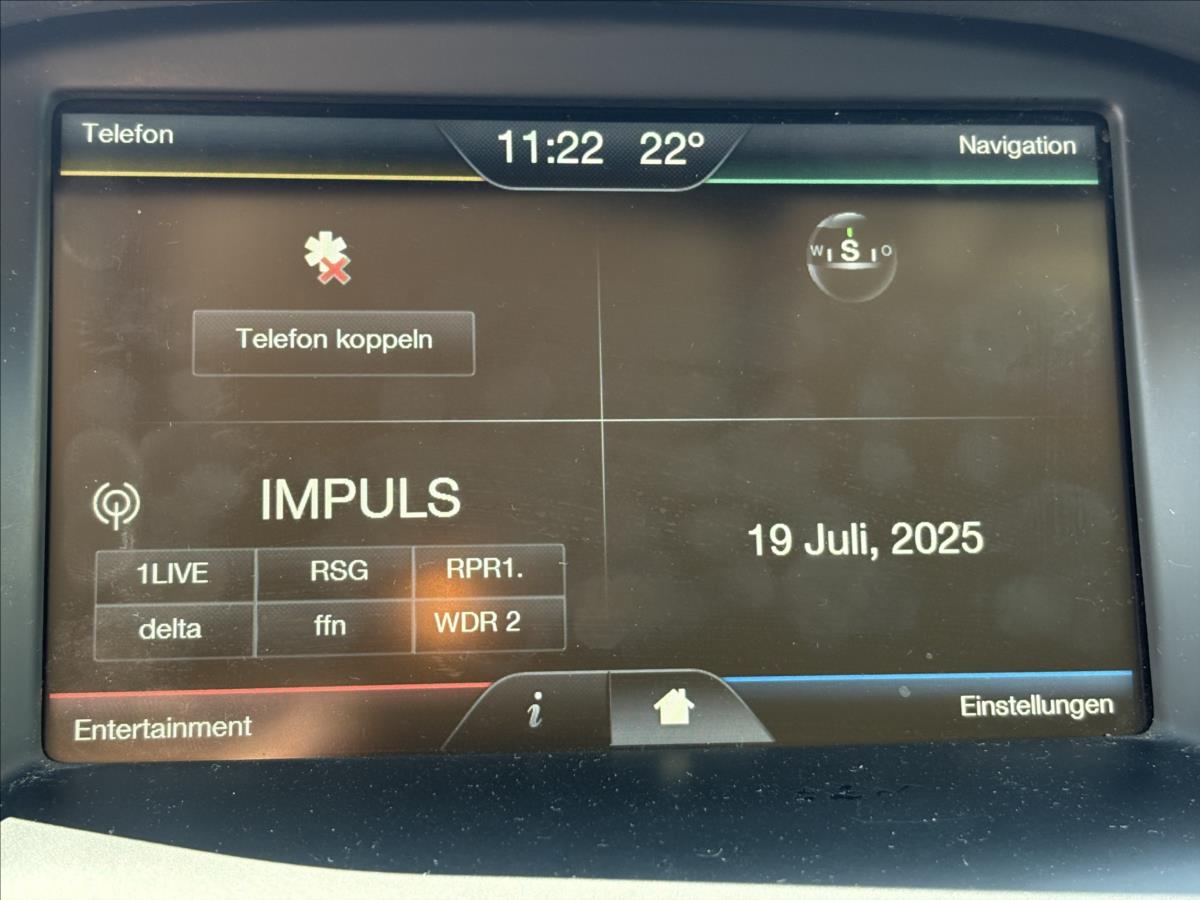 Telefon
11:22 22°
Navigation
W S O
Telefon koppeln
IMPULS
1LIVE RSG RPR1.
delta ffn WDR 2
19 Juli, 2025
Entertainment
i
Einstellungen